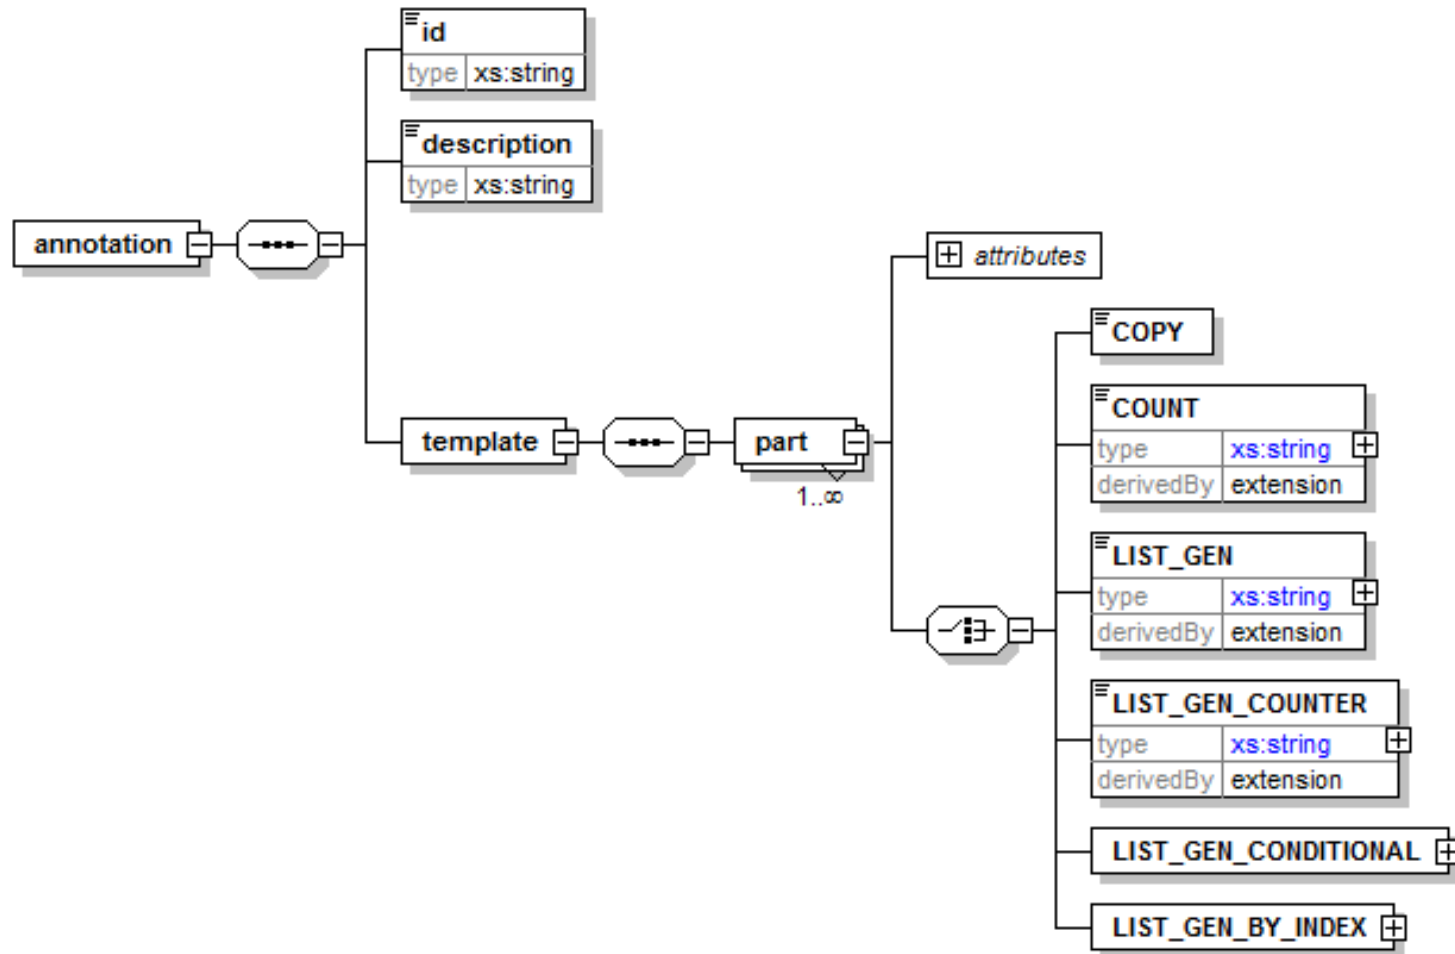 id
type xs:string
description
type xs:string
annotation
attributes
COPY
COUNT
template
part
type xs:string
derivedBy extension
1..∞
LIST_GEN
type xs:string
derivedBy extension
LIST_GEN_COUNTER
type xs:string
derivedBy extension
LIST_GEN_CONDITIONAL
LIST_GEN_BY_INDEX